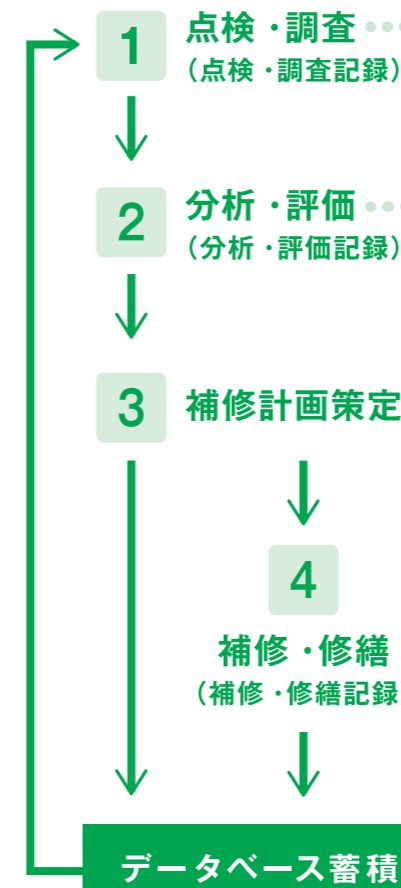 1
点検・調査
（点検・調査記録）
2
分析・評価
（分析・評価記録）
3
補修計画策定
4
補修・修繕
（補修・修繕記録
データベース蓄積